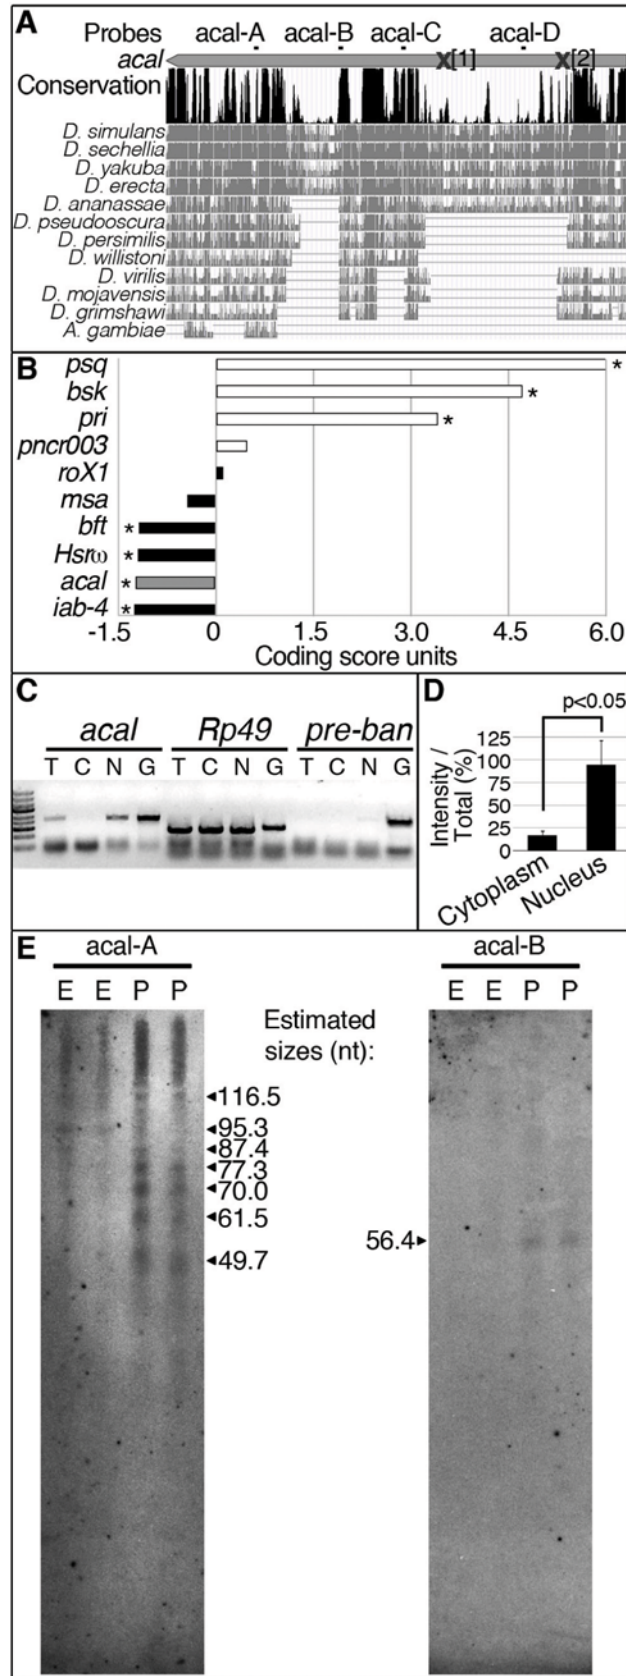 A
Probes acal-A acal-B acal-C acal-D
acal x[1] x[2]
Conservation
D. simulans
D. sechellia
D. yakuba
D. erecta
D. ananassae
D. pseudooscura
D. persimilis
D. willistoni
D. virilis
D. mojavensis
D. grimshawi
A. gambiae
B
psq *
bsk *
pri *
pncr003
roX1
msa
bft *
Hsrω *
acal *
iab-4 *
-1.5 0 1.5 3.0 4.5 6.0
Coding score units
C
acal Rp49 pre-ban
T C N G T C N G T C N G
D
p<0.05
Intensity / Total (%)
125
100
75
50
25
0
Cytoplasm
Nucleus
E
acal-A acal-B
E E P P E E P P
Estimated
sizes (nt):
116.5
95.3
87.4
77.3
70.0
61.5
49.7
56.4